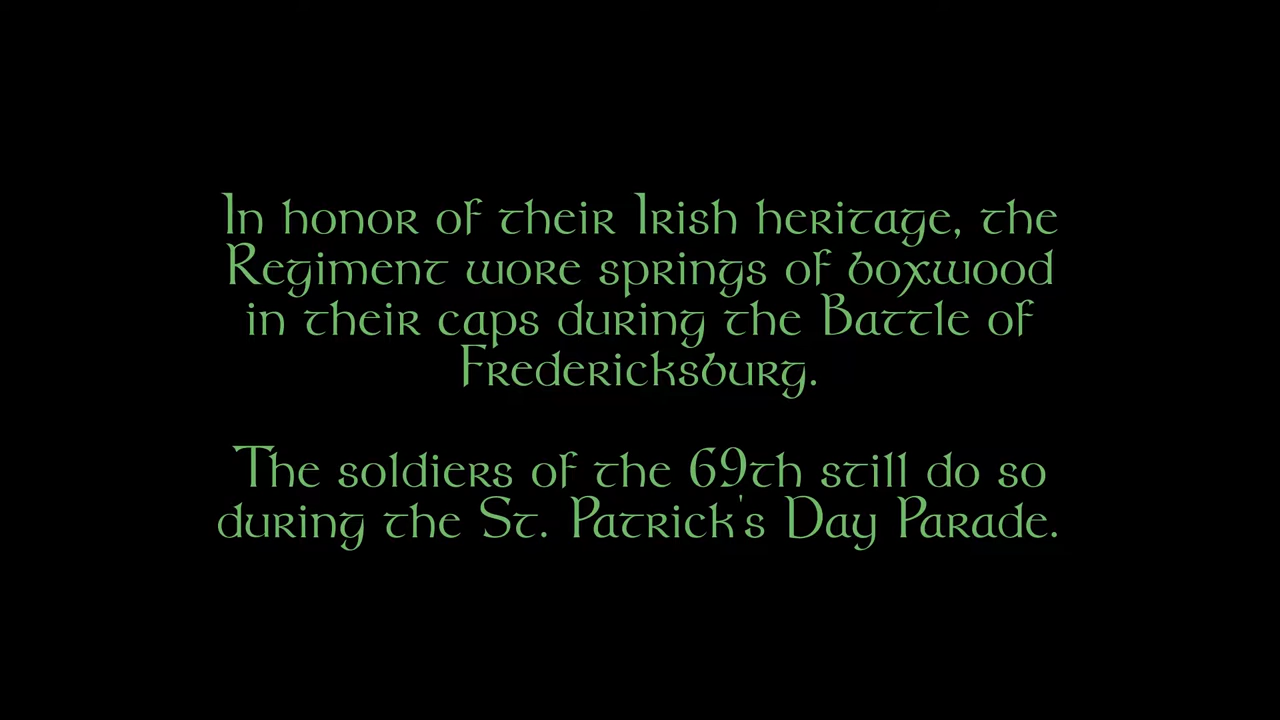 In honor of their Irish heritage, the
Regiment wore springs of boxwood
in their caps during the Battle of
Fredericksburg.
The soldiers of the 69th still do so
during the St. Patrick's Day Parade.